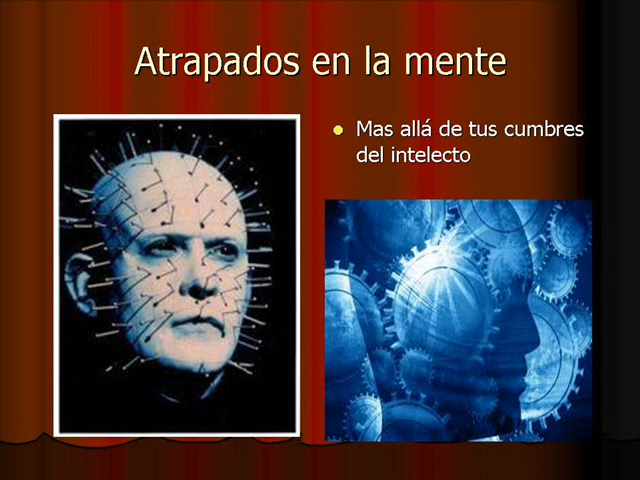 Atrapados en la mente
Mas allá de tus cumbres
del intelecto